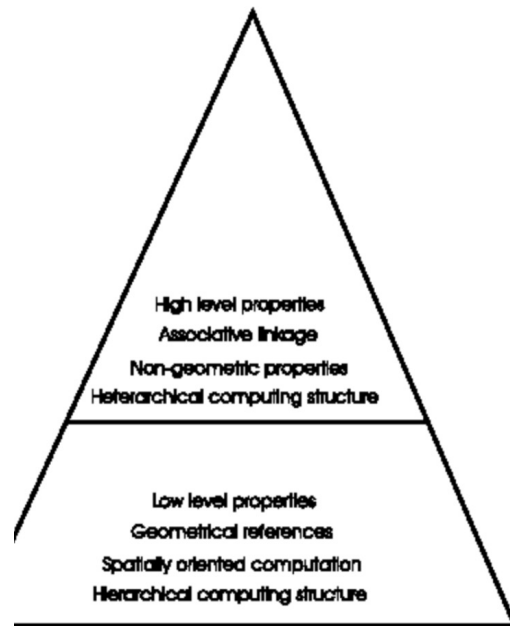 High level properties
Associative linkage
Non-geometric properties
Heterarchical computing structure
Low level properties
Geometrical references
Spatially oriented computation
Hierarchical computing structure